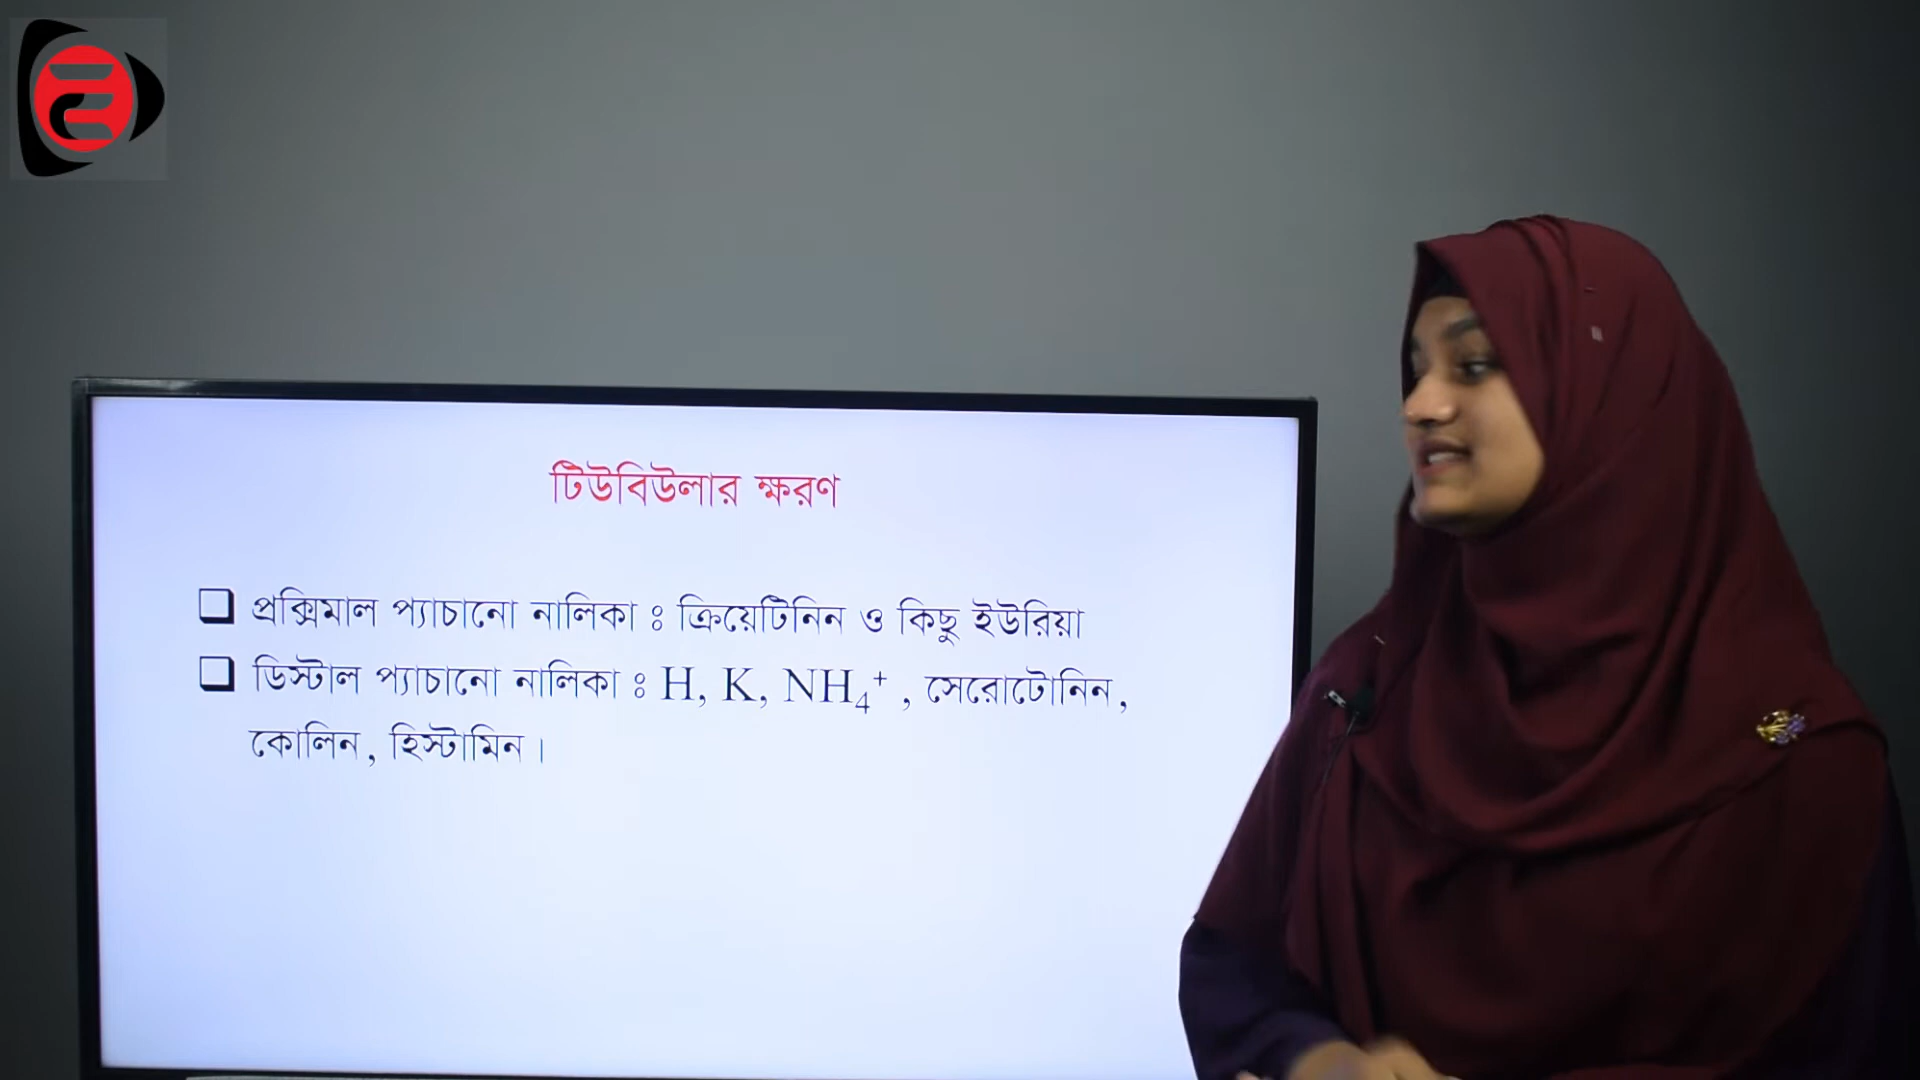 টিউবিউলার ক্ষরণ
❑ প্রক্সিমাল প্যাচানো নালিকা ঃ ক্রিয়েটিনিন ও কিছু ইউরিয়া
❑ ডিস্টাল প্যাচানো নালিকা ঃ H, K, NH₄⁺ , সেরোটোনিন,
কোলিন, হিস্টামিন।